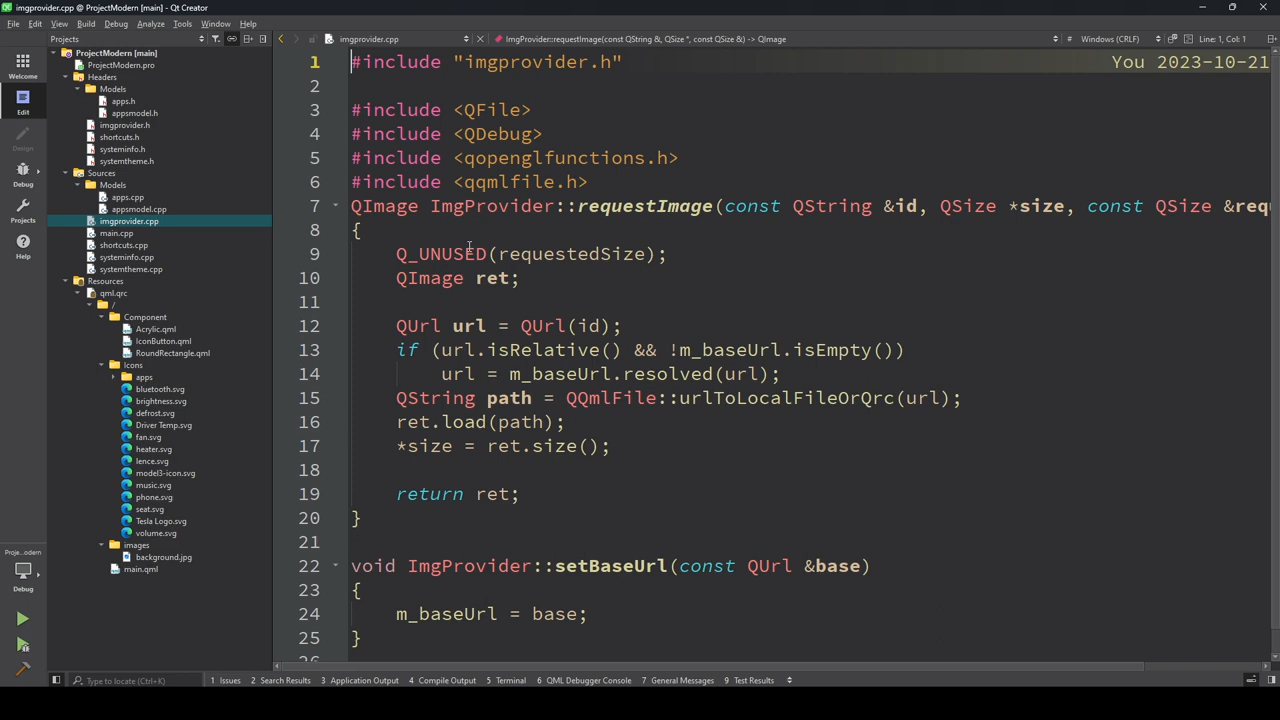 imgprovider.cpp @ ProjectModern [main] - Qt Creator
File Edit View Build Debug Analyze Tools Window Help
Projects imgprovider.cpp ImgProvider::requestImage(const QString &, QSize *, const QSize &) -> QImage # Windows (CRLF) Line: 1, Col: 1
Welcome
Edit
Design
Debug
Projects
Help
ProjectModern [main]
ProjectModern.pro
Headers
Models
apps.h
appsmodel.h
imgprovider.h
shortcuts.h
systeminfo.h
systemtheme.h
Sources
Models
apps.cpp
appsmodel.cpp
imgprovider.cpp
main.cpp
shortcuts.cpp
systeminfo.cpp
systemtheme.cpp
Resources
qml.qrc
/
Component
Acrylic.qml
IconButton.qml
RoundRectangle.qml
Icons
apps
bluetooth.svg
brightness.svg
defrost.svg
Driver Temp.svg
fan.svg
heater.svg
lence.svg
model3-icon.svg
music.svg
phone.svg
seat.svg
Tesla Logo.svg
volume.svg
images
background.jpg
main.qml
1 #include "imgprovider.h" You 2023-10-21
2
3 #include <QFile>
4 #include <QDebug>
5 #include <qopenglfunctions.h>
6 #include <qqmlfile.h>
7 QImage ImgProvider::requestImage(const QString &id, QSize *size, const QSize &requ
8 {
9 Q_UNUSED(requestedSize);
10 QImage ret;
11
12 QUrl url = QUrl(id);
13 if (url.isRelative() && !m_baseUrl.isEmpty())
14 url = m_baseUrl.resolved(url);
15 QString path = QQmlFile::urlToLocalFileOrQrc(url);
16 ret.load(path);
17 *size = ret.size();
18
19 return ret;
20 }
21
22 void ImgProvider::setBaseUrl(const QUrl &base)
23 {
24 m_baseUrl = base;
25 }
26
Proje...odern
Debug
Type to locate (Ctrl+K) 1 Issues 2 Search Results 3 Application Output 4 Compile Output 5 Terminal 6 QML Debugger Console 7 General Messages 9 Test Results